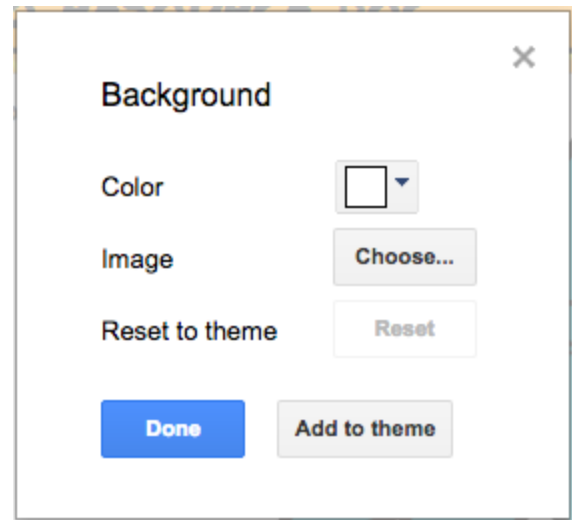 Background
Color
Image Choose...
Reset to theme Reset
Done Add to theme